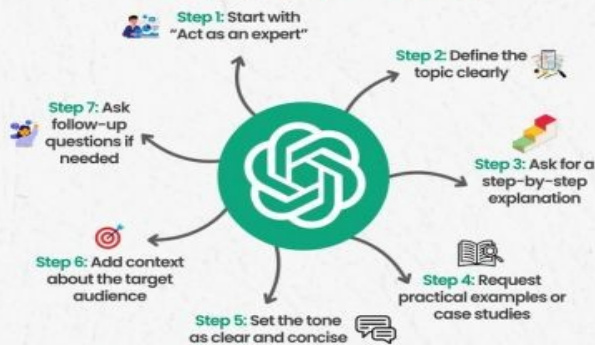 Step 1: Start with
“Act as an expert”
Step 2: Define the
topic clearly
Step 3: Ask for a
step-by-step
explanation
Step 4: Request
practical examples or
case studies
Step 5: Set the tone
as clear and concise
Step 6: Add context
about the target
audience
Step 7: Ask
follow-up
questions if
needed